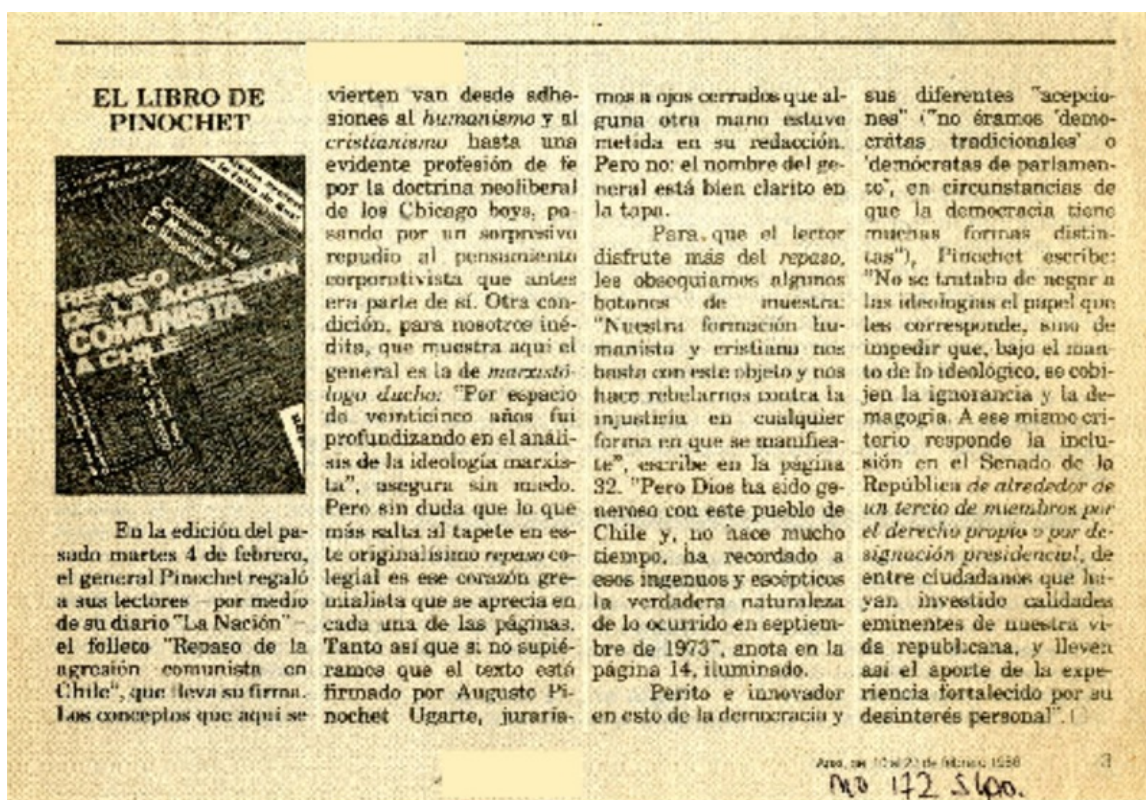 EL LIBRO DE
PINOCHET
REPASO
DE LA AGRESION
COMUNISTA
A CHILE
En la edición del pa-
sado martes 4 de febrero,
el general Pinochet regaló
a sus lectores —por medio
de su diario "La Nación"—
el folleto "Repaso de la
agresión comunista en
Chile", que lleva su firma.
Los conceptos que aquí se
vierten van desde adhe-
siones al humanismo y al
cristianismo hasta una
evidente profesión de fe
por la doctrina neoliberal
de los Chicago boys, pa-
sando por un sorpresivo
repudio al pensamiento
corporativista que antes
era parte de sí. Otra con-
dición, para nosotros iné-
dita, que muestra aquí el
general es la de marxistó-
logo ducho: "Por espacio
de veinticinco años fui
profundizando en el análi-
sis de la ideología marxis-
ta", asegura sin miedo.
Pero sin duda que lo que
más salta al tapete en es-
te originalísimo repaso co-
legial es ese corazón gre-
mialista que se aprecia en
cada una de las páginas.
Tanto así que si no supié-
ramos que el texto está
firmado por Augusto Pi-
nochet Ugarte, juraría-
mos a ojos cerrados que al-
guna otra mano estuvo
metida en su redacción.
Pero no: el nombre del ge-
neral está bien clarito en
la tapa.
Para, que el lector
disfrute más del repaso,
les obsequiamos algunos
botones de muestra:
"Nuestra formación hu-
manista y cristiana nos
basta con este objeto y nos
hace rebelarnos contra la
injusticia en cualquier
forma en que se manifies-
te", escribe en la página
32. "Pero Dios ha sido ge-
neroso con este pueblo de
Chile y, no hace mucho
tiempo, ha recordado a
esos ingenuos y escépticos
la verdadera naturaleza
de lo ocurrido en septiem-
bre de 1973", anota en la
página 14, iluminado.
Perito e innovador
en esto de la democracia y
sus diferentes "acepcio-
nes" ("no éramos 'demo-
cratas tradicionales' o
'demócratas de parlamen-
to', en circunstancias de
que la democracia tiene
muchas formas distin-
tas"), Pinochet escribe:
"No se trataba de negar a
las ideologías el papel que
les corresponde, sino de
impedir que, bajo el man-
to de lo ideológico, se cobi-
jen la ignorancia y la de-
magogia. A ese mismo cri-
terio responde la inclu-
sión en el Senado de la
República de alrededor de
un tercio de miembros por
el derecho propio o por de-
signación presidencial, de
entre ciudadanos que ha-
yan investido calidades
eminentes de nuestra vi-
da republicana, y lleven
así el aporte de la expe-
riencia fortalecido por su
desinterés personal".
de febrero 1986
3
no 172 Sgo.